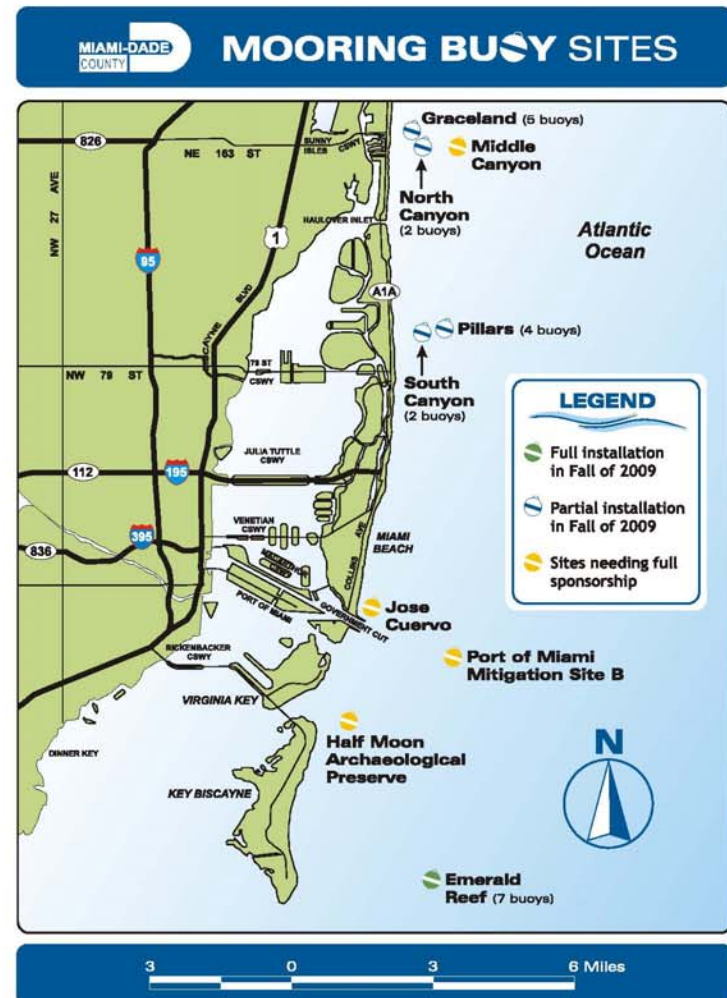 MIAMI-DADE
COUNTY
MOORING BUOY SITES
Graceland (5 buoys)
Middle
Canyon
North
Canyon
(2 buoys)
826
NE 163 ST
SUNNY
ISLES
CSWY
NW 27 AVE
HAULOVER INLET
Atlantic
Ocean
1
95
A1A
BISCAYNE BLVD
Pillars (4 buoys)
NW 79 ST
79 ST
CSWY
South
Canyon
(2 buoys)
LEGEND
Full installation
in Fall of 2009
Partial installation
in Fall of 2009
Sites needing full
sponsorship
JULIA TUTTLE
CSWY
112
195
VENETIAN
CSWY
395
836
MIAMI
BEACH
COLLINS AVE
MACARTHUR
CSWY
PORT OF MIAMI
GOVERNMENT CUT
Jose
Cuervo
RICKENBACKER
CSWY
Port of Miami
Mitigation Site B
VIRGINIA KEY
Half Moon
Archaeological
Preserve
DINNER KEY
KEY BISCAYNE
N
Emerald
Reef (7 buoys)
3 0 3 6 Miles